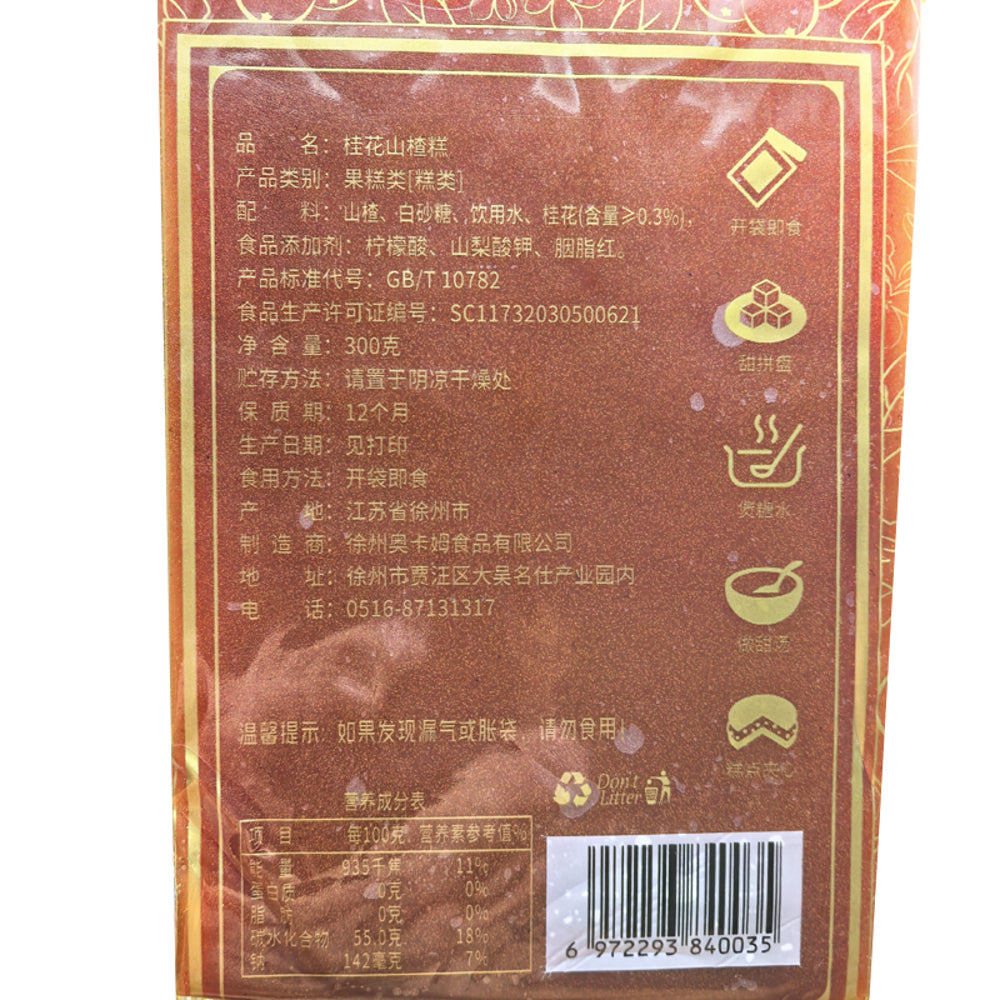 品 名：桂花山楂糕
产品类别：果糕类[糕类]
配 料：山楂、白砂糖、饮用水、桂花(含量≥0.3%)，
食品添加剂：柠檬酸、山梨酸钾、胭脂红。
产品标准代号：GB/T 10782
食品生产许可证编号：SC11732030500621
净 含 量：300克
贮存方法：请置于阴凉干燥处
保 质 期：12个月
生产日期：见打印
食用方法：开袋即食
产 地：江苏省徐州市
制 造 商：徐州奥卡姆食品有限公司
地 址：徐州市贾汪区大吴名仕产业园内
电 话：0516-87131317
温馨提示：如果发现漏气或胀袋，请勿食用！
开袋即食
甜拼盘
煲糖水
做甜汤
糕点夹心
Don't
Litter
营养成分表
项 目 每100克 营养素参考值%
能 量 935千焦 11%
蛋白质 0克 0%
脂 肪 0克 0%
碳水化合物 55.0克 18%
钠 142毫克 7%
6 972293 840035